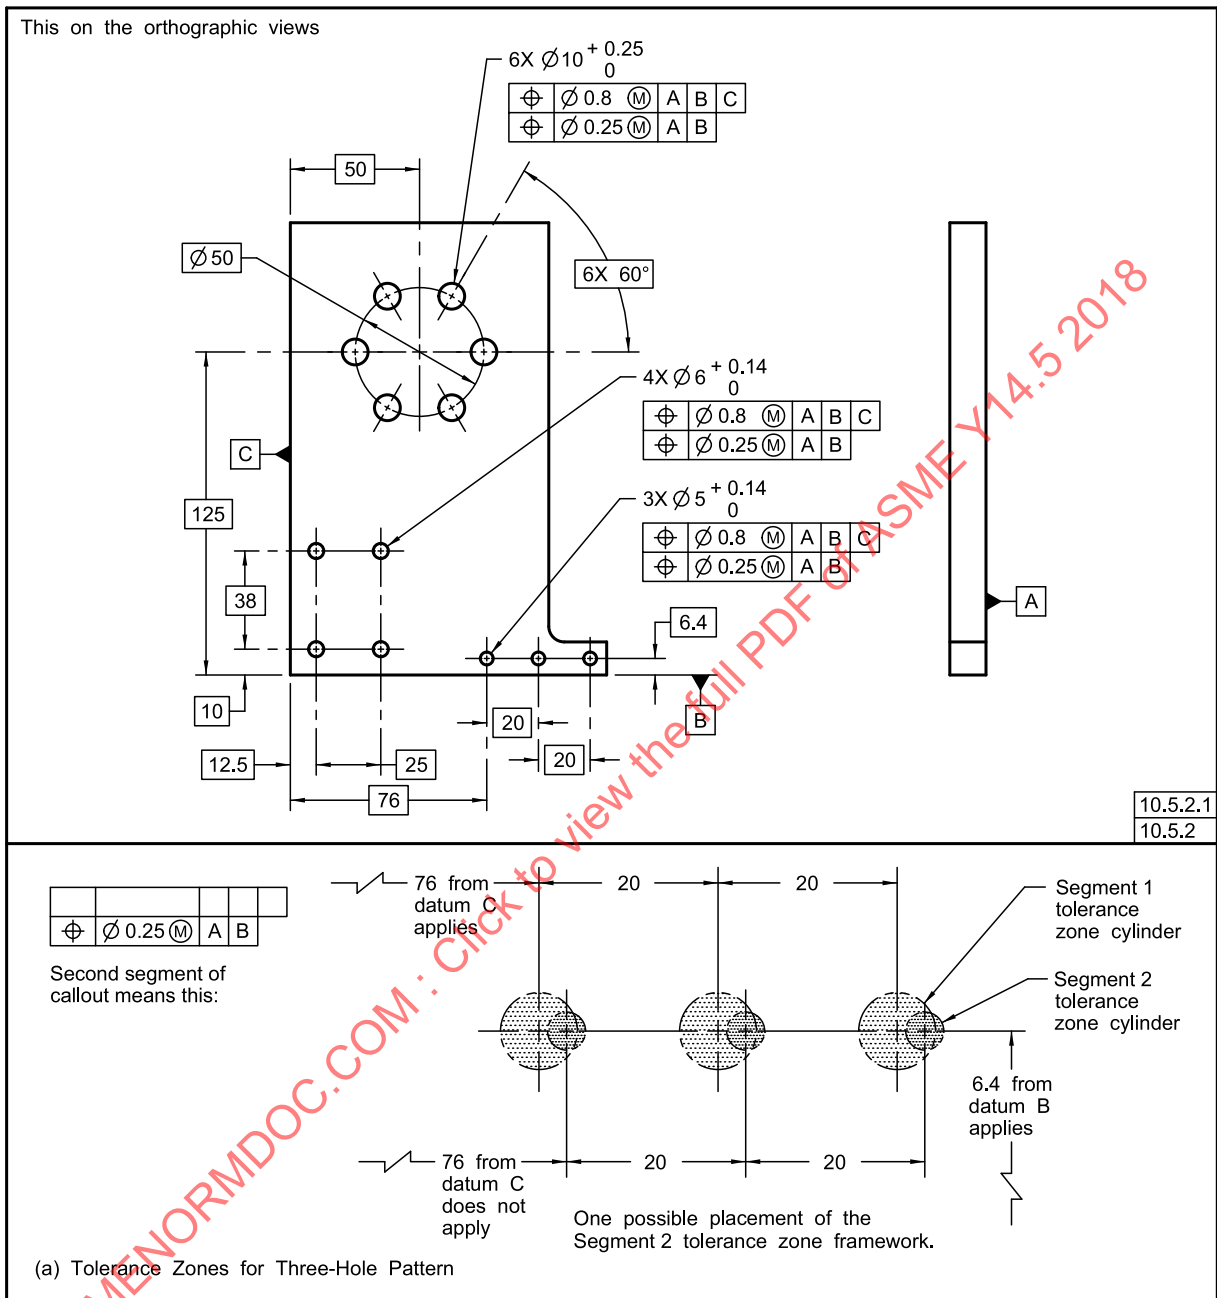 This on the orthographic views
6X ∅10 + 0.25
0
⌖ ∅ 0.8 Ⓜ A B C
⌖ ∅ 0.25 Ⓜ A B
50
∅ 50
6X 60°
4X ∅ 6 + 0.14
0
⌖ ∅ 0.8 Ⓜ A B C
⌖ ∅ 0.25 Ⓜ A B
C
125
3X ∅ 5 + 0.14
0
⌖ ∅ 0.8 Ⓜ A B C
⌖ ∅ 0.25 Ⓜ A B
38
6.4
A
10
B
20
12.5
25
20
76
10.5.2.1
10.5.2
⌖ ∅ 0.25 Ⓜ A B
Second segment of
callout means this:
76 from
datum C
applies
20
20
Segment 1
tolerance
zone cylinder
Segment 2
tolerance
zone cylinder
6.4 from
datum B
applies
76 from
datum C
does not
apply
20
20
One possible placement of the
Segment 2 tolerance zone framework.
(a) Tolerance Zones for Three-Hole Pattern
MENORMDOC.COM : Click to view the full PDF of ASME Y14.5 2018